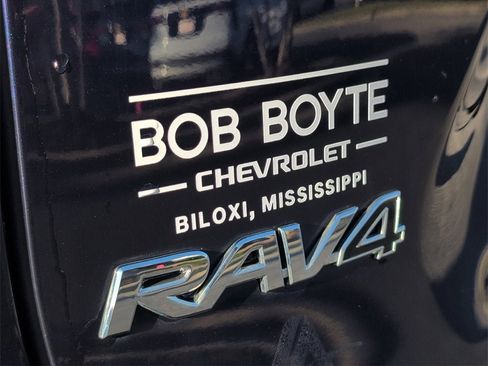 BOB BOYTE
CHEVROLET
BILOXI, MISSISSIPPI
RAV4